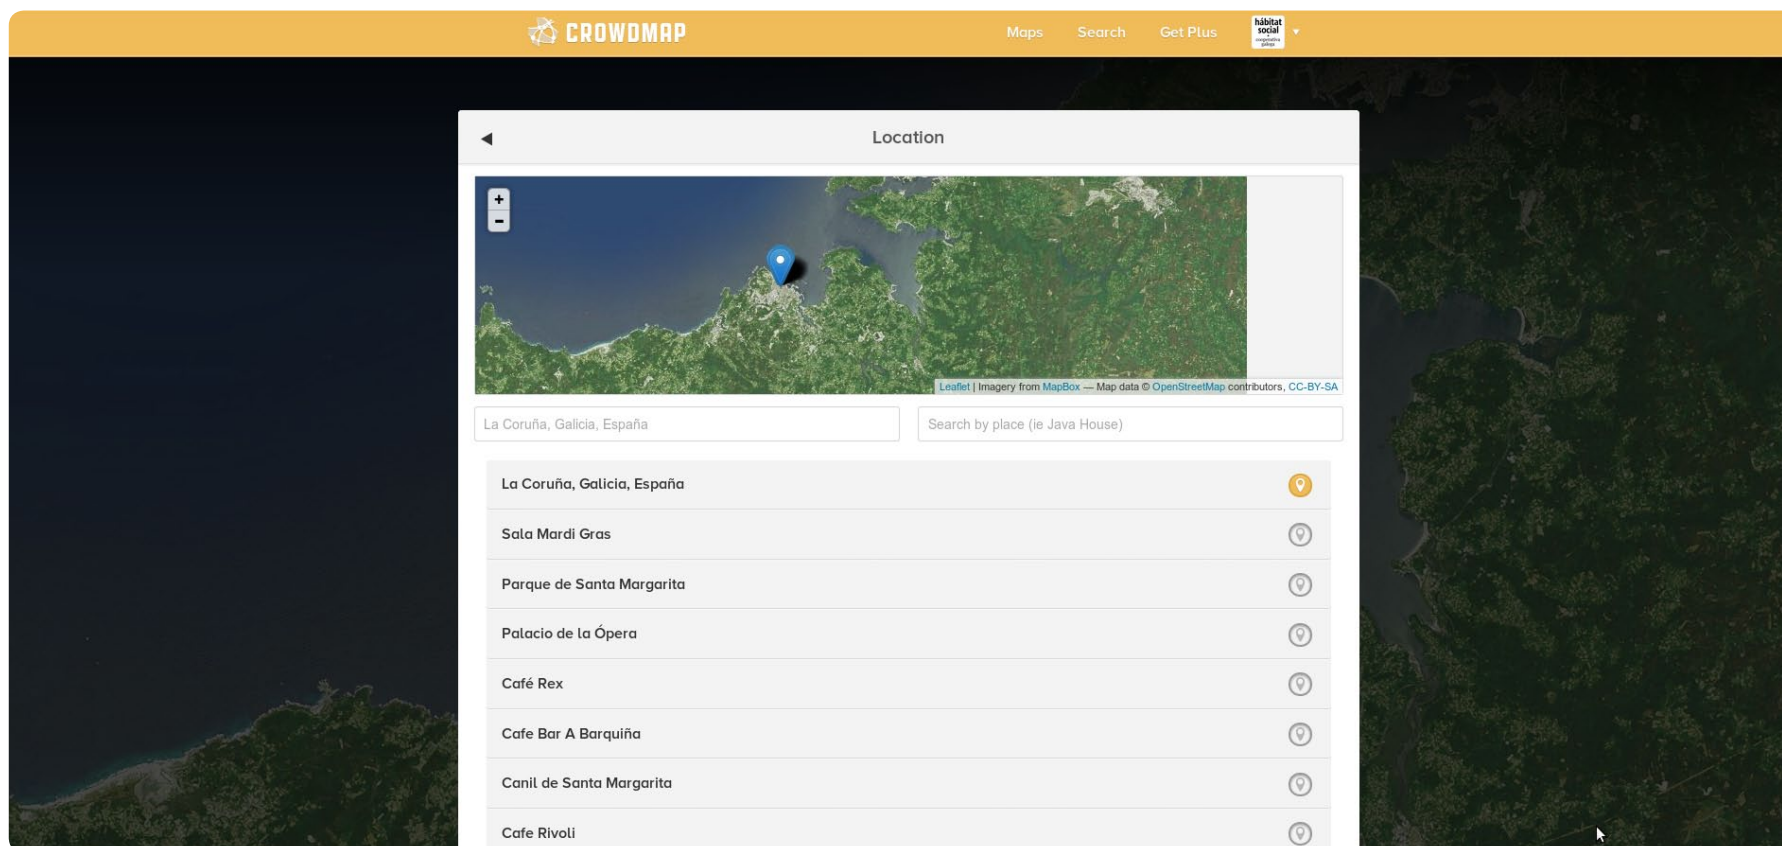 CROWDMAP
Maps Search Get Plus
hábitat
social
cooperativa
galega
Location
+
-
Leaflet | Imagery from MapBox — Map data © OpenStreetMap contributors, CC-BY-SA
La Coruña, Galicia, España
Search by place (ie Java House)
La Coruña, Galicia, España
Sala Mardi Gras
Parque de Santa Margarita
Palacio de la Ópera
Café Rex
Cafe Bar A Barquiña
Canil de Santa Margarita
Cafe Rivoli